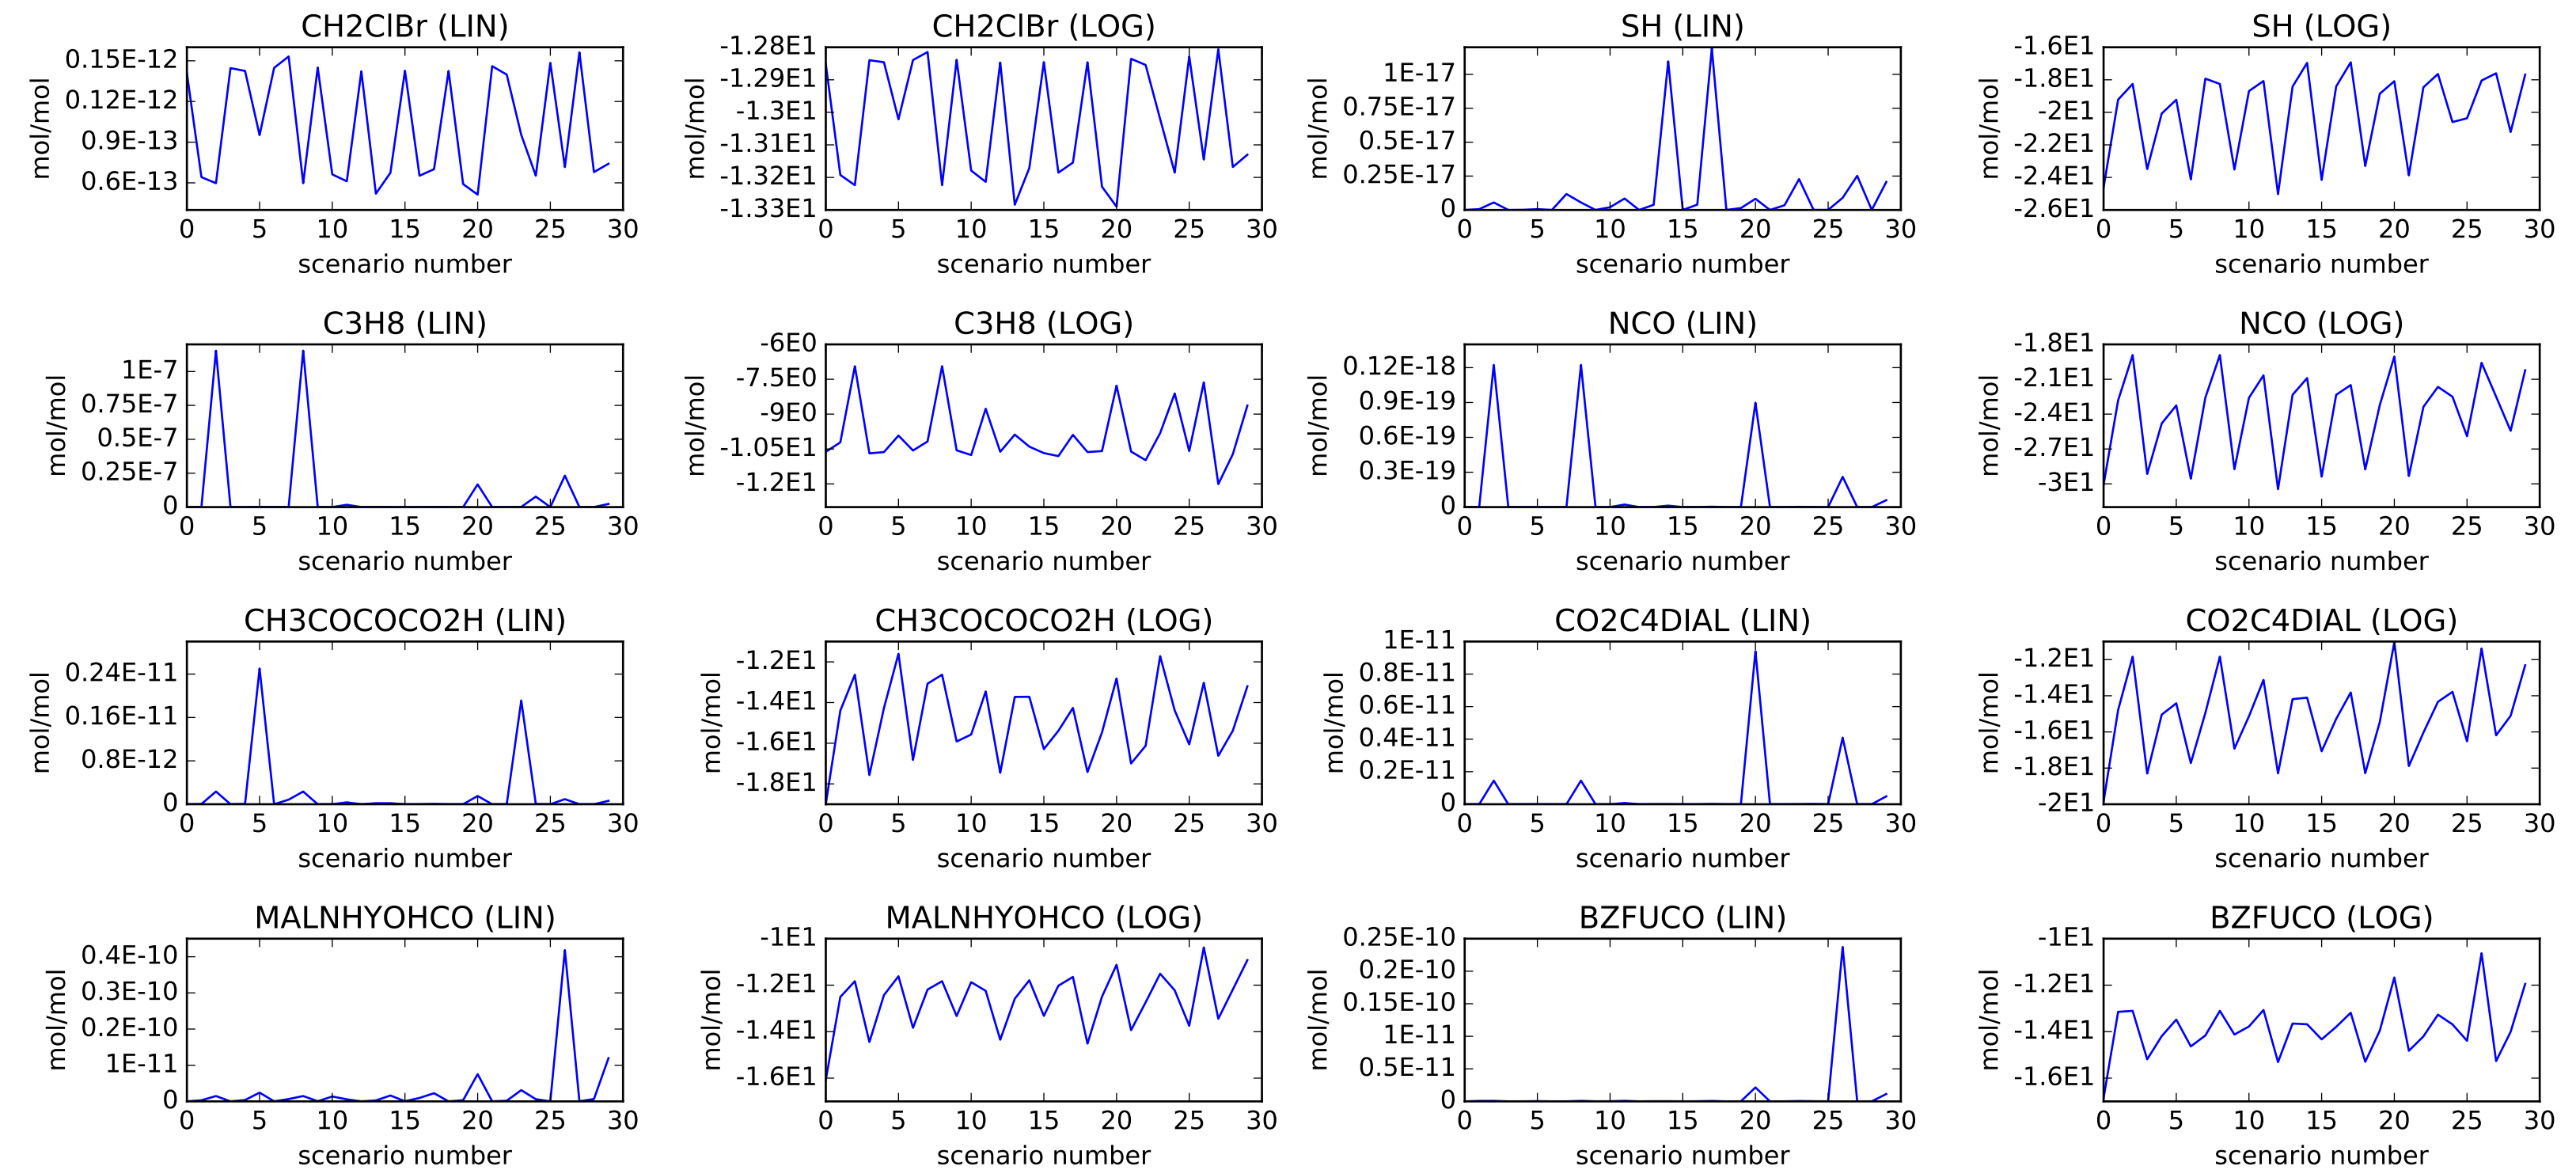 CH2ClBr (LIN)
mol/mol
0.15E-12
0.12E-12
0.9E-13
0.6E-13
0 5 10 15 20 25 30
scenario number
CH2ClBr (LOG)
mol/mol
-1.28E1
-1.29E1
-1.3E1
-1.31E1
-1.32E1
-1.33E1
0 5 10 15 20 25 30
scenario number
SH (LIN)
mol/mol
1E-17
0.75E-17
0.5E-17
0.25E-17
0
0 5 10 15 20 25 30
scenario number
SH (LOG)
mol/mol
-1.6E1
-1.8E1
-2E1
-2.2E1
-2.4E1
-2.6E1
0 5 10 15 20 25 30
scenario number
C3H8 (LIN)
mol/mol
1E-7
0.75E-7
0.5E-7
0.25E-7
0
0 5 10 15 20 25 30
scenario number
C3H8 (LOG)
mol/mol
-6E0
-7.5E0
-9E0
-1.05E1
-1.2E1
0 5 10 15 20 25 30
scenario number
NCO (LIN)
mol/mol
0.12E-18
0.9E-19
0.6E-19
0.3E-19
0
0 5 10 15 20 25 30
scenario number
NCO (LOG)
mol/mol
-1.8E1
-2.1E1
-2.4E1
-2.7E1
-3E1
0 5 10 15 20 25 30
scenario number
CH3COCOCO2H (LIN)
mol/mol
0.24E-11
0.16E-11
0.8E-12
0
0 5 10 15 20 25 30
scenario number
CH3COCOCO2H (LOG)
mol/mol
-1.2E1
-1.4E1
-1.6E1
-1.8E1
0 5 10 15 20 25 30
scenario number
CO2C4DIAL (LIN)
mol/mol
1E-11
0.8E-11
0.6E-11
0.4E-11
0.2E-11
0
0 5 10 15 20 25 30
scenario number
CO2C4DIAL (LOG)
mol/mol
-1.2E1
-1.4E1
-1.6E1
-1.8E1
-2E1
0 5 10 15 20 25 30
scenario number
MALNHYOHCO (LIN)
mol/mol
0.4E-10
0.3E-10
0.2E-10
1E-11
0
0 5 10 15 20 25 30
scenario number
MALNHYOHCO (LOG)
mol/mol
-1E1
-1.2E1
-1.4E1
-1.6E1
0 5 10 15 20 25 30
scenario number
BZFUCO (LIN)
mol/mol
0.25E-10
0.2E-10
0.15E-10
1E-11
0.5E-11
0
0 5 10 15 20 25 30
scenario number
BZFUCO (LOG)
mol/mol
-1E1
-1.2E1
-1.4E1
-1.6E1
0 5 10 15 20 25 30
scenario number